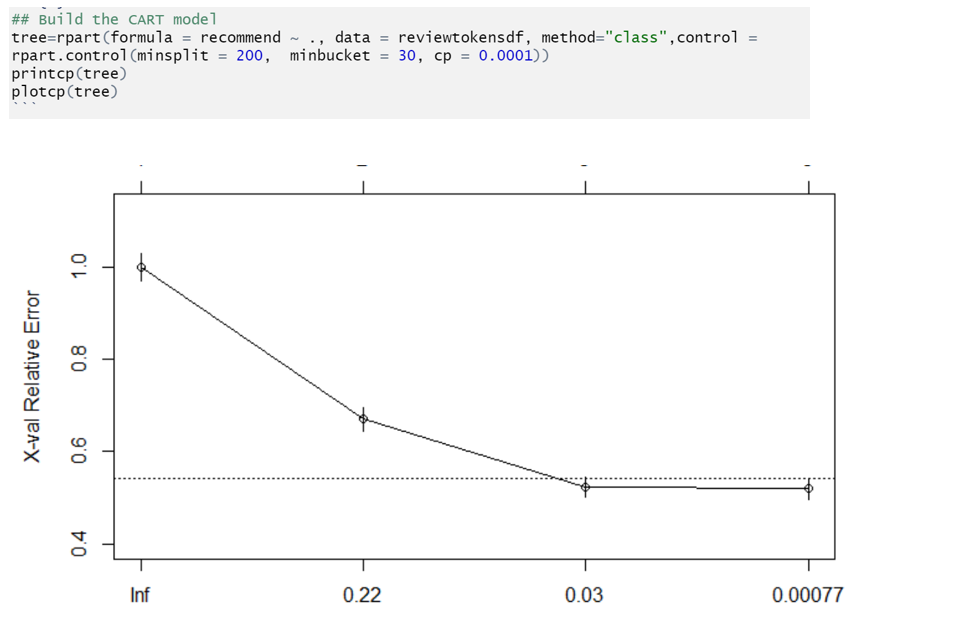 ## Build the CART model
tree=rpart(formula = recommend ~ ., data = reviewtokensdf, method="class",control =
rpart.control(minsplit = 200,  minbucket = 30, cp = 0.0001))
printcp(tree)
plotcp(tree)
```
X-val Relative Error
1.0
0.8
0.6
0.4
Inf 0.22 0.03 0.00077